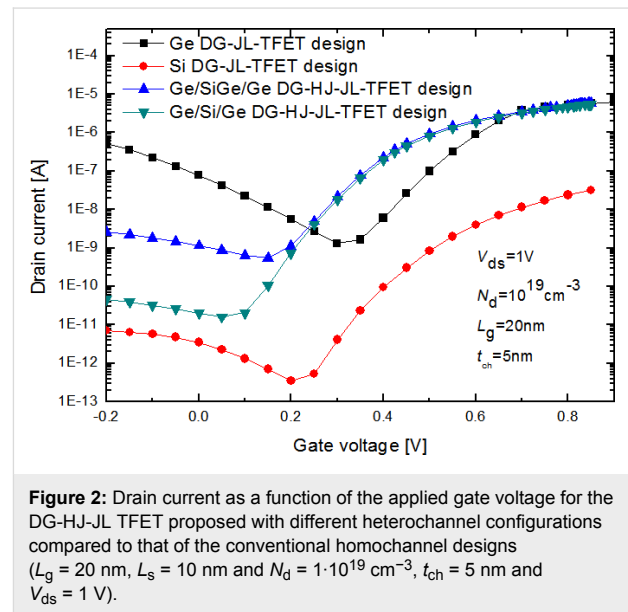 Ge DG-JL-TFET design
Si DG-JL-TFET design
Ge/SiGe/Ge DG-HJ-JL-TFET design
Ge/Si/Ge DG-HJ-JL-TFET design
Drain current [A]
1E-4
1E-5
1E-6
1E-7
1E-8
1E-9
1E-10
1E-11
1E-12
1E-13
Vds=1V
Nd=10^19cm^-3
Lg=20nm
tch=5nm
-0.2 0.0 0.2 0.4 0.6 0.8
Gate voltage [V]
Figure 2: Drain current as a function of the applied gate voltage for the
DG-HJ-JL TFET proposed with different heterochannel configurations
compared to that of the conventional homochannel designs
(Lg = 20 nm, Ls = 10 nm and Nd = 1·10^19 cm^−3, tch = 5 nm and
Vds = 1 V).